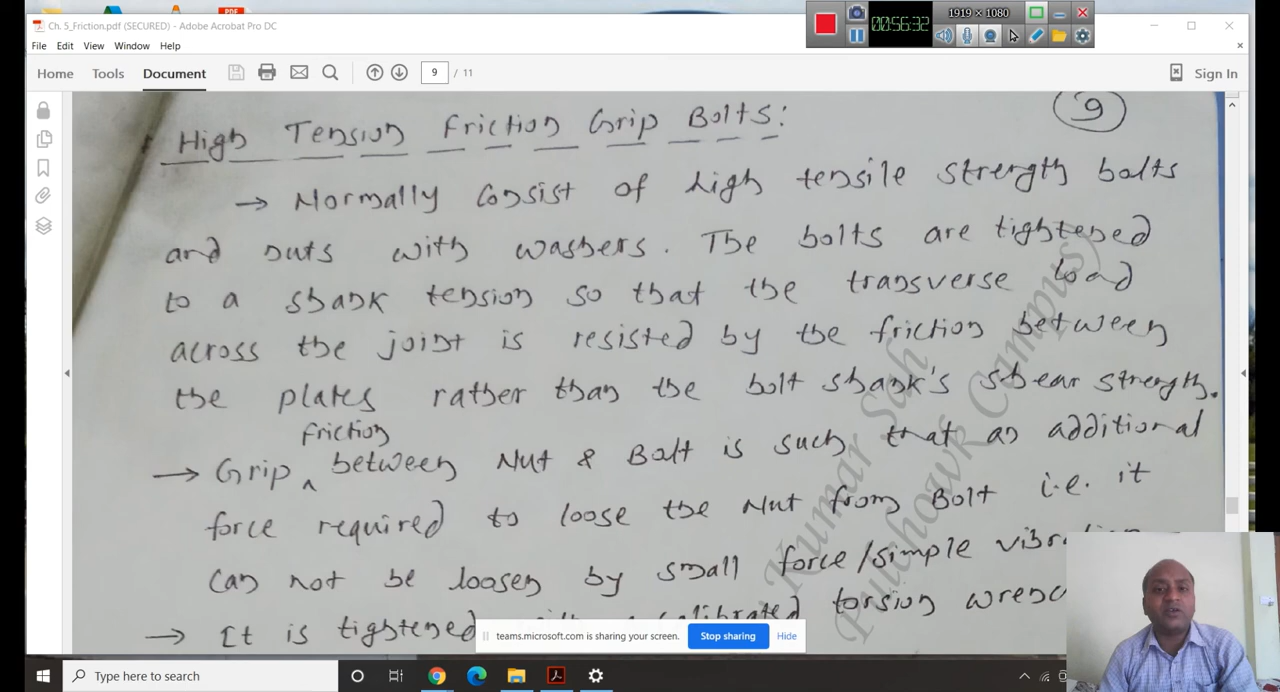 PDF
Ch. 5_Friction.pdf (SECURED) - Adobe Acrobat Pro DC
00:56:32
1919 × 1080
File Edit View Window Help
Home Tools Document
9 / 11
Sign In
High Tension Friction Grip Bolts:
9
→ Normally consist of high tensile strength bolts
and nuts with washers. The bolts are tightened
to a shank tension so that the transverse load
across the joint is resisted by the friction between
the plates rather than the bolt shank's shear strength.
→ Grip friction between Nut & Bolt is such that an additional
force required to loose the Nut from Bolt i.e. it
can not be loosen by small force/simple
→ It is tightened calibrated torsion
Kumar Sah
Pulchowk Campus)
teams.microsoft.com is sharing your screen.
Stop sharing
Hide
Type here to search